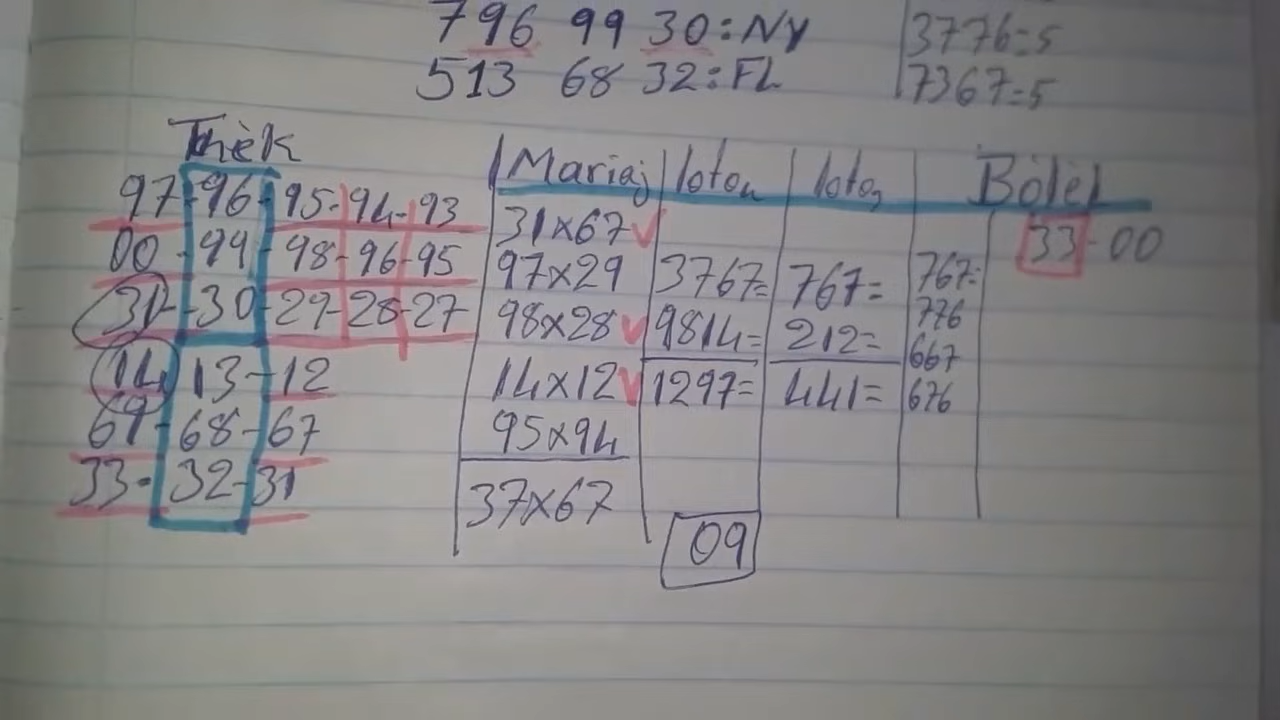 796 99 30:NY
3776=5
513 68 32:FL
7367=5
Trièk
Mariaj
loto4
loto3
Bòlèt
97-96-95-94-93
00-99-98-96-95
31-30-29-28-27
14-13-12
69-68-67
33-32-31
31x67✓
97x29
98x28✓
14x12✓
95x94
37x67
3767=
9814=
1297=
09
767=
212=
441=
767=
776
667
676
33-00